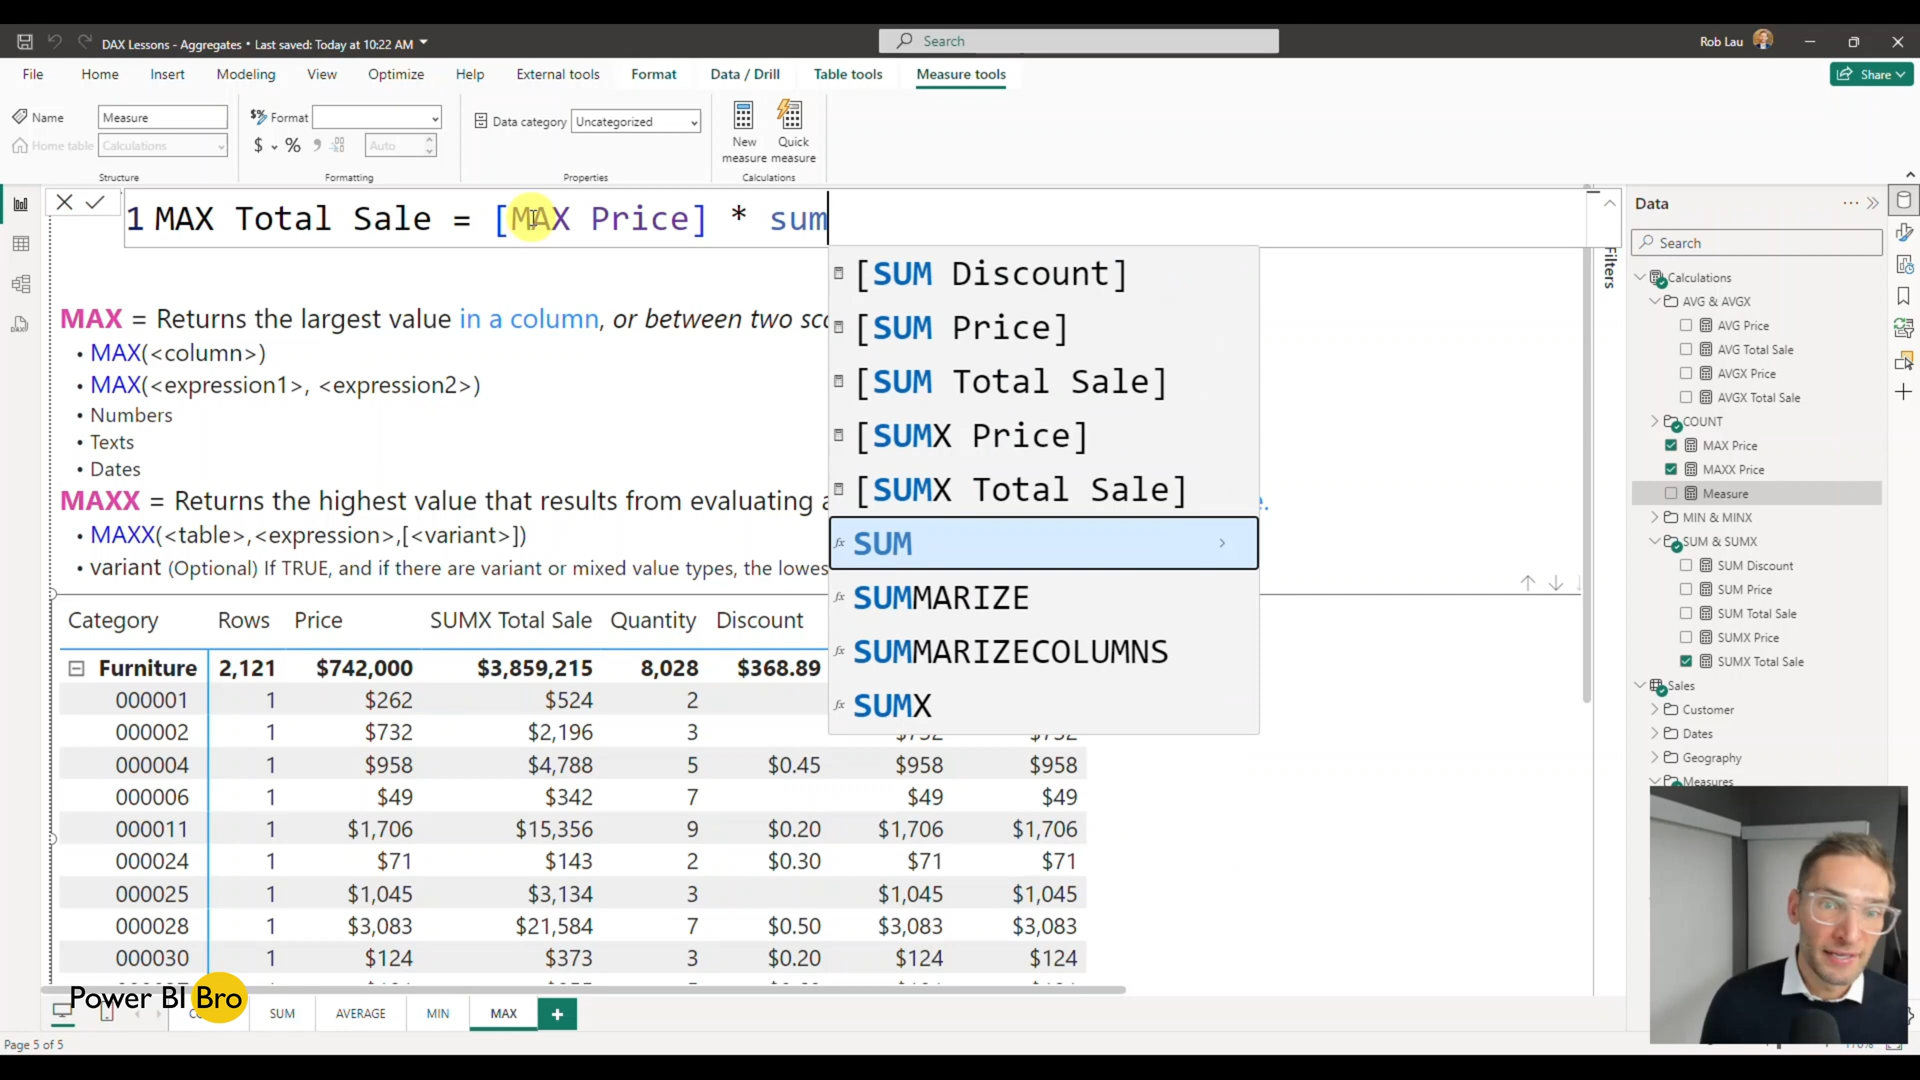 DAX Lessons - Aggregates • Last saved: Today at 10:22 AM
Search
Rob Lau
File Home Insert Modeling View Optimize Help External tools Format Data / Drill Table tools Measure tools
Share
Name Measure
Home table Calculations
Structure
Format
$ % Auto
Formatting
Data category Uncategorized
Properties
New measure
Quick measure
Calculations
1 MAX Total Sale = [MAX Price] * sum
[SUM Discount]
[SUM Price]
[SUM Total Sale]
[SUMX Price]
[SUMX Total Sale]
SUM
SUMMARIZE
SUMMARIZECOLUMNS
SUMX
MAX = Returns the largest value in a column, or between two
• MAX(<column>)
• MAX(<expression1>, <expression2>)
• Numbers
• Texts
• Dates
MAXX = Returns the highest value that results from evaluating
• MAXX(<table>,<expression>,[<variant>])
• variant (Optional) If TRUE, and if there are variant or mixed value types, the
Category Rows Price SUMX Total Sale Quantity Discount
Furniture 2,121 $742,000 $3,859,215 8,028 $368.89
000001 1 $262 $524 2
000002 1 $732 $2,196 3 $732 $732
000004 1 $958 $4,788 5 $0.45 $958 $958
000006 1 $49 $342 7 $49 $49
000011 1 $1,706 $15,356 9 $0.20 $1,706 $1,706
000024 1 $71 $143 2 $0.30 $71 $71
000025 1 $1,045 $3,134 3 $1,045 $1,045
000028 1 $3,083 $21,584 7 $0.50 $3,083 $3,083
000030 1 $124 $373 3 $0.20 $124 $124
Filters
Data
Search
Calculations
AVG & AVGX
AVG Price
AVG Total Sale
AVGX Price
AVGX Total Sale
COUNT
MAX Price
MAXX Price
Measure
MIN & MINX
SUM & SUMX
SUM Discount
SUM Price
SUM Total Sale
SUMX Price
SUMX Total Sale
Sales
Customer
Dates
Geography
Measures
Power BI Bro
SUM AVERAGE MIN MAX
Page 5 of 5